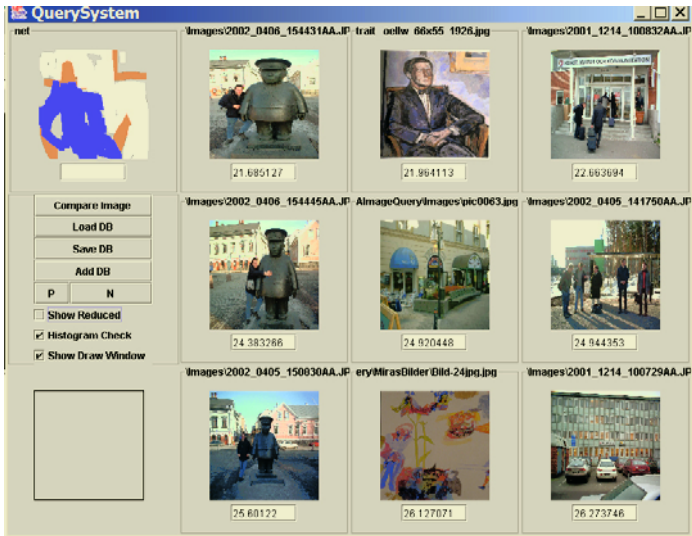 QuerySystem
net
\Images\2002_0406_154431AA.JP
trait_oellw_66x55_1926.jpg
\Images\2001_1214_100832AA.JP
21.685127
21.964113
22.663694
Compare Image
Load DB
Save DB
Add DB
P N
Show Reduced
Histogram Check
Show Draw Window
\Images\2002_0406_154445AA.JP
AImageQuery\Images\pic0063.jpg
\Images\2002_0405_141750AA.JP
24.383266
24.920448
24.944353
\Images\2002_0405_150830AA.JP
ery\MirasBilder\Bild-24jpg.jpg
\Images\2001_1214_100729AA.JP
25.60122
26.127071
26.273746